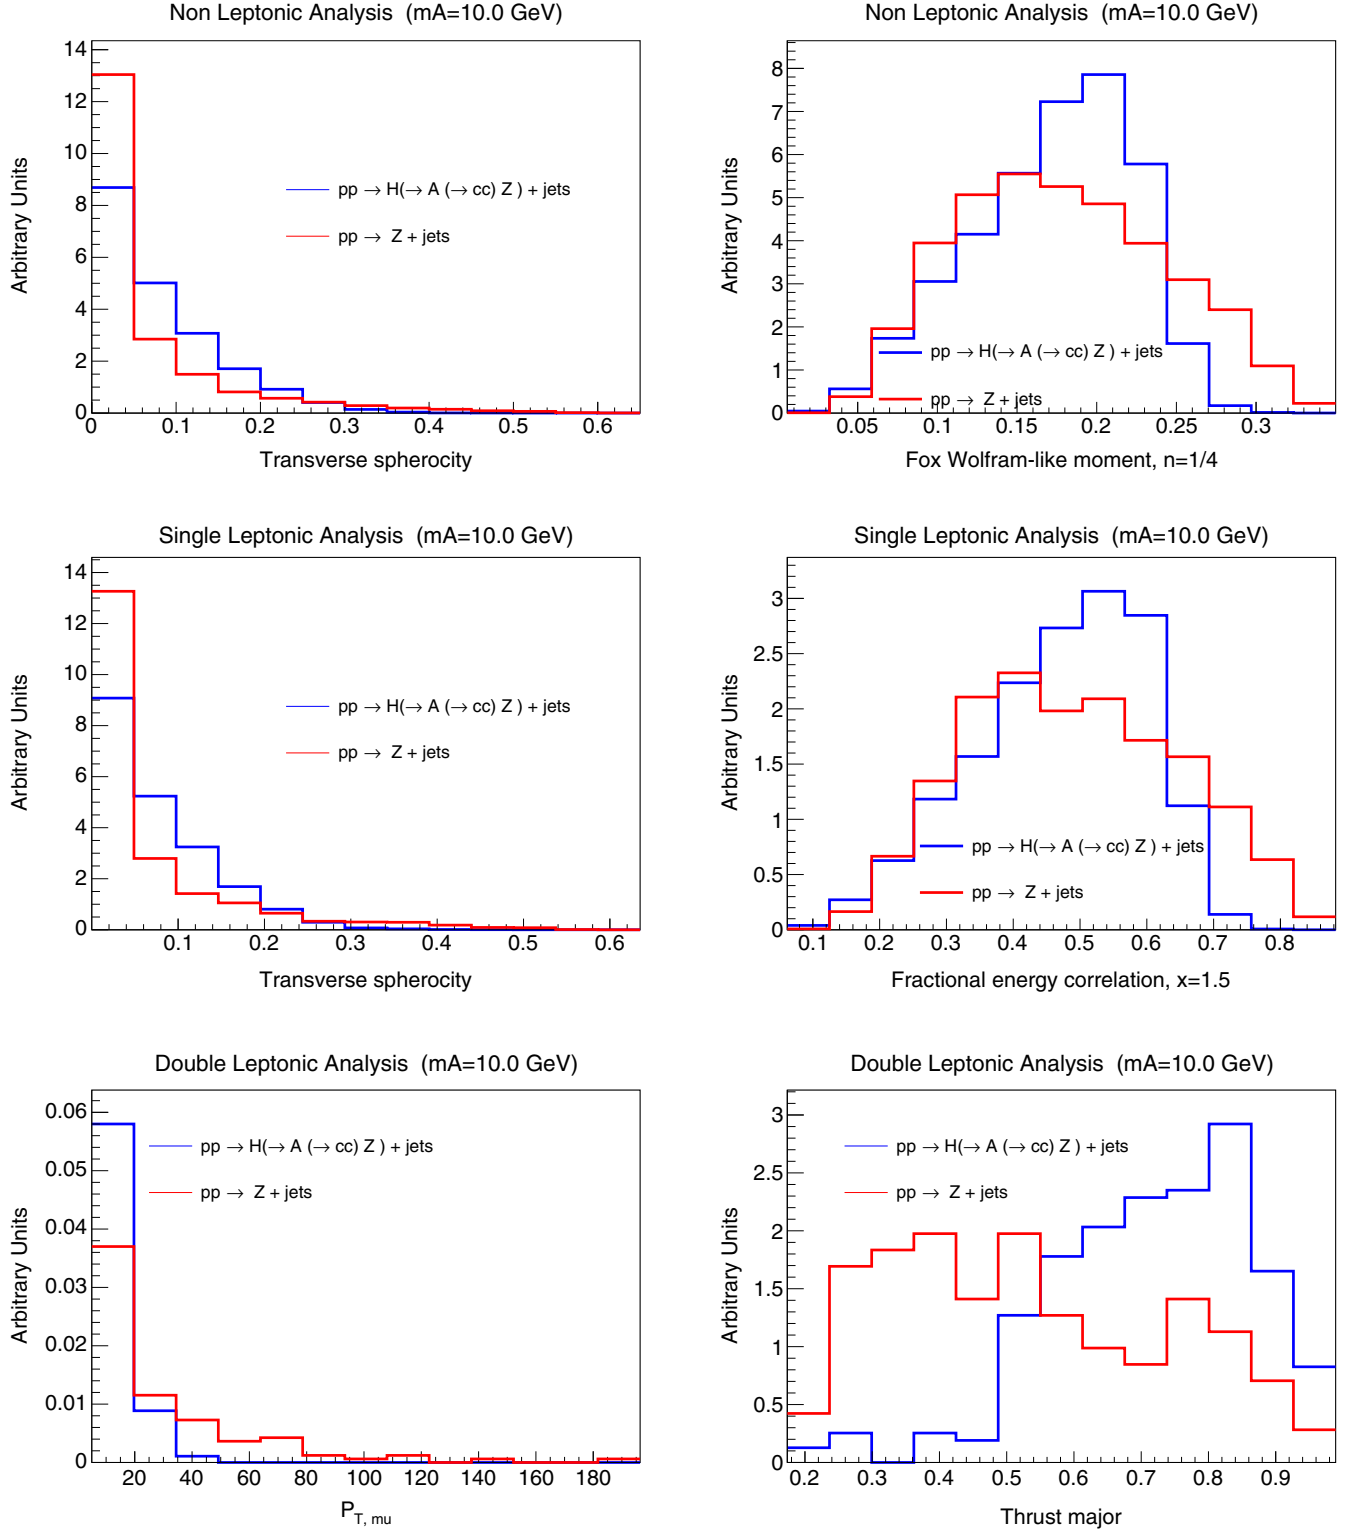 Non Leptonic Analysis (mA=10.0 GeV)
Arbitrary Units
14
12
10
8
6
4
2
0
pp → H(→ A (→ cc) Z ) + jets
pp → Z + jets
0 0.1 0.2 0.3 0.4 0.5 0.6
Transverse spherocity
Non Leptonic Analysis (mA=10.0 GeV)
Arbitrary Units
8
7
6
5
4
3
2
1
0
pp → H(→ A (→ cc) Z ) + jets
pp → Z + jets
0.05 0.1 0.15 0.2 0.25 0.3
Fox Wolfram-like moment, n=1/4
Single Leptonic Analysis (mA=10.0 GeV)
Arbitrary Units
14
12
10
8
6
4
2
0
pp → H(→ A (→ cc) Z ) + jets
pp → Z + jets
0.1 0.2 0.3 0.4 0.5 0.6
Transverse spherocity
Single Leptonic Analysis (mA=10.0 GeV)
Arbitrary Units
3
2.5
2
1.5
1
0.5
0
pp → H(→ A (→ cc) Z ) + jets
pp → Z + jets
0.1 0.2 0.3 0.4 0.5 0.6 0.7 0.8
Fractional energy correlation, x=1.5
Double Leptonic Analysis (mA=10.0 GeV)
Arbitrary Units
0.06
0.05
0.04
0.03
0.02
0.01
0
pp → H(→ A (→ cc) Z ) + jets
pp → Z + jets
20 40 60 80 100 120 140 160 180
P T, mu
Double Leptonic Analysis (mA=10.0 GeV)
Arbitrary Units
3
2.5
2
1.5
1
0.5
0
pp → H(→ A (→ cc) Z ) + jets
pp → Z + jets
0.2 0.3 0.4 0.5 0.6 0.7 0.8 0.9
Thrust major